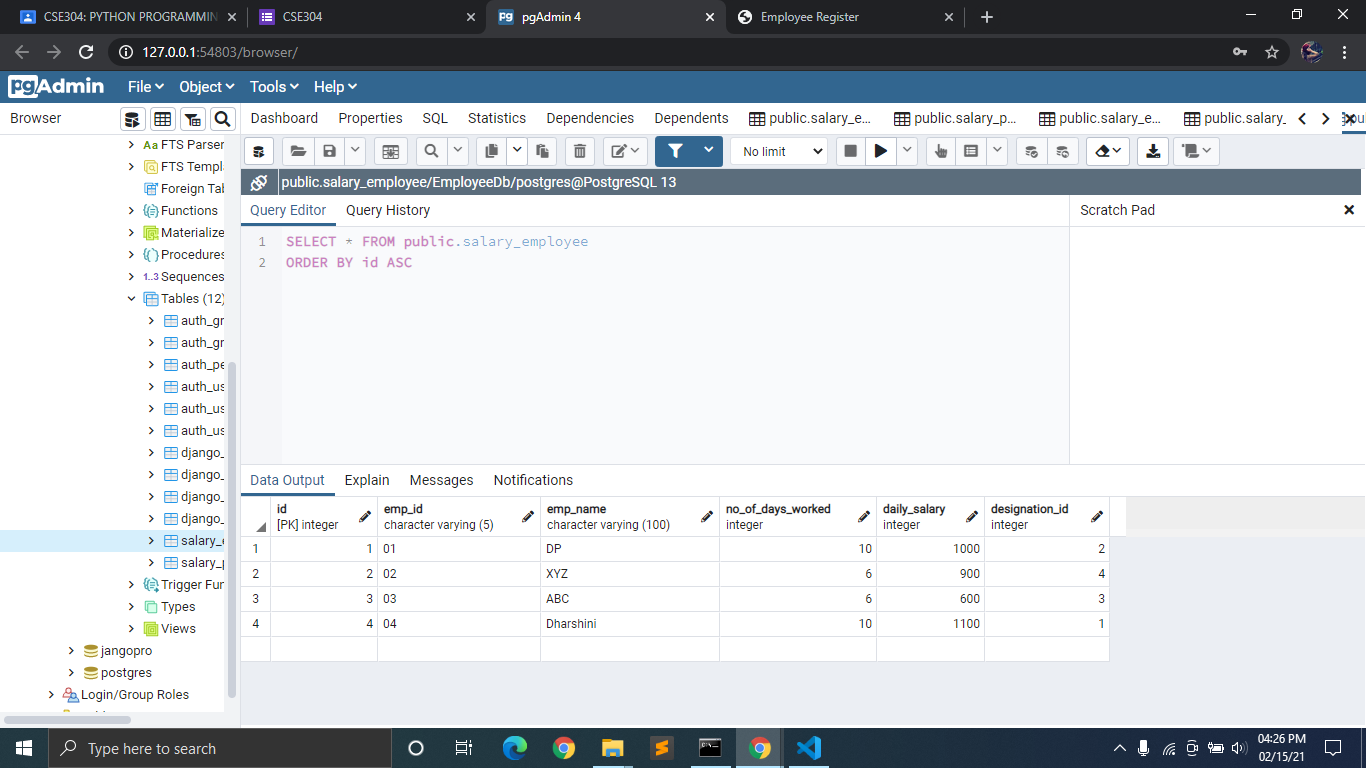 CSE304: PYTHON PROGRAMMIN
CSE304
pgAdmin 4
Employee Register
127.0.0.1:54803/browser/
pgAdmin
File
Object
Tools
Help
Browser
Dashboard
Properties
SQL
Statistics
Dependencies
Dependents
public.salary_e...
public.salary_p...
public.salary_e...
public.salary_
No limit
public.salary_employee/EmployeeDb/postgres@PostgreSQL 13
Query Editor
Query History
Scratch Pad
1 SELECT * FROM public.salary_employee
2 ORDER BY id ASC
FTS Parser
FTS Templa
Foreign Tab
Functions
Materialize
Procedures
1..3 Sequences
Tables (12)
auth_gr
auth_gr
auth_pe
auth_us
auth_us
auth_us
django_
django_
django_
django_
salary_e
salary_p
Trigger Fun
Types
Views
jangopro
postgres
Login/Group Roles
Data Output
Explain
Messages
Notifications
id emp_id emp_name no_of_days_worked daily_salary designation_id
[PK] integer character varying (5) character varying (100) integer integer integer
1 1 01 DP 10 1000 2
2 2 02 XYZ 6 900 4
3 3 03 ABC 6 600 3
4 4 04 Dharshini 10 1100 1
Type here to search
04:26 PM
02/15/21